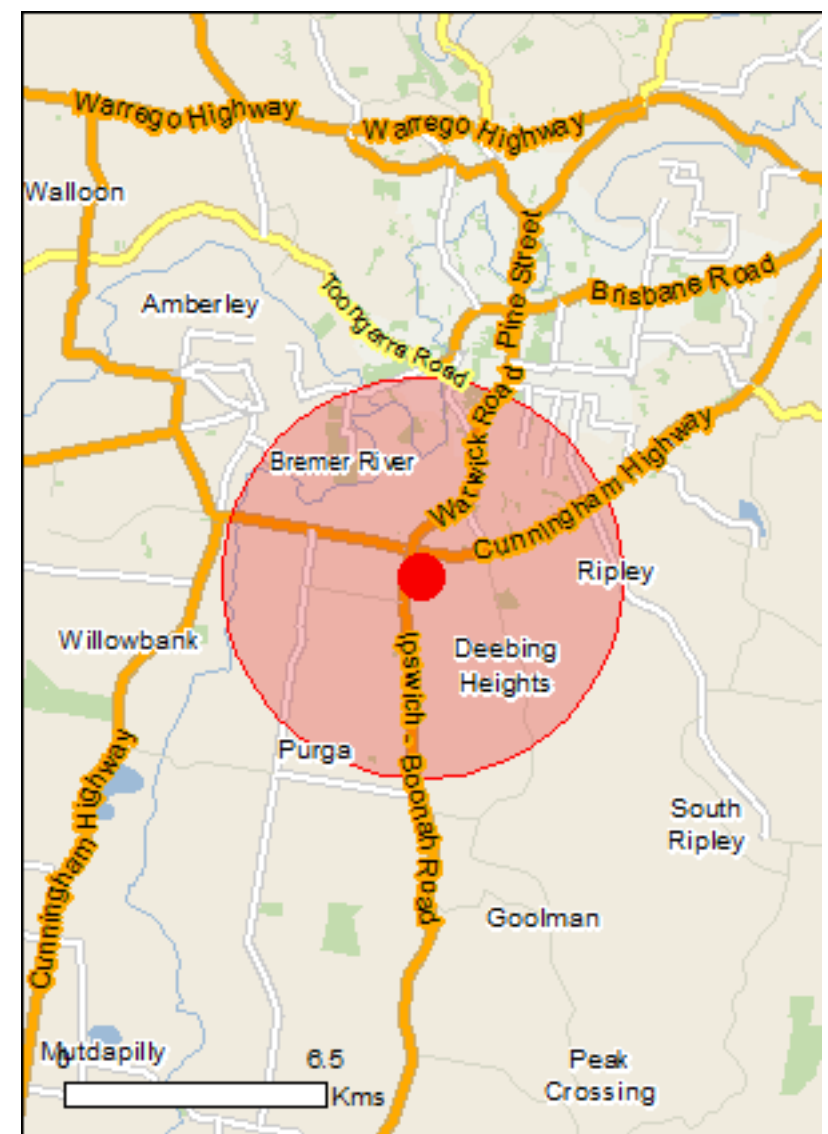 Warrego Highway
Warrego Highway
Walloon
Pine Street
Brisbane Road
Amberley
Toongarra Road
Warwick Road
Bremer River
Cunningham Highway
Ripley
Willowbank
Deebing
Heights
Ipswich - Boonah Road
Purga
Cunningham Highway
South
Ripley
Goolman
Mutdapilly
0
6.5
Kms
Peak
Crossing